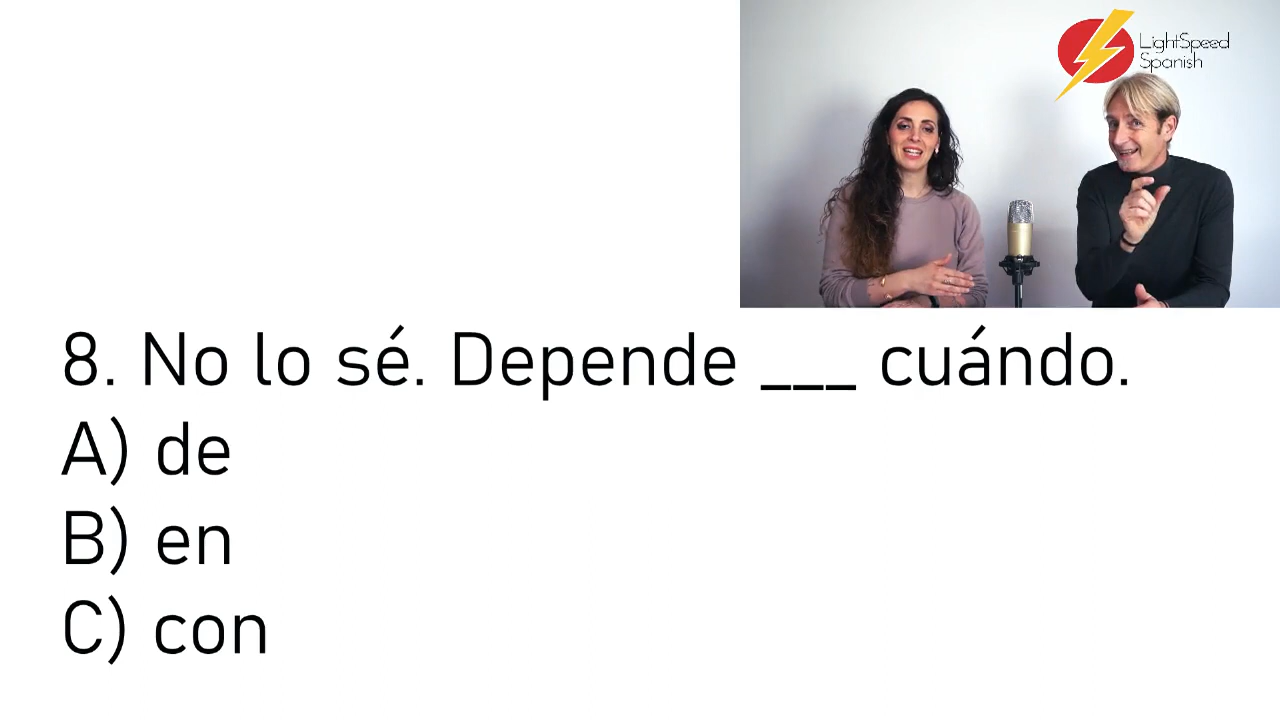 LightSpeed
Spanish
8. No lo sé. Depende ___ cuándo.
A) de
B) en
C) con